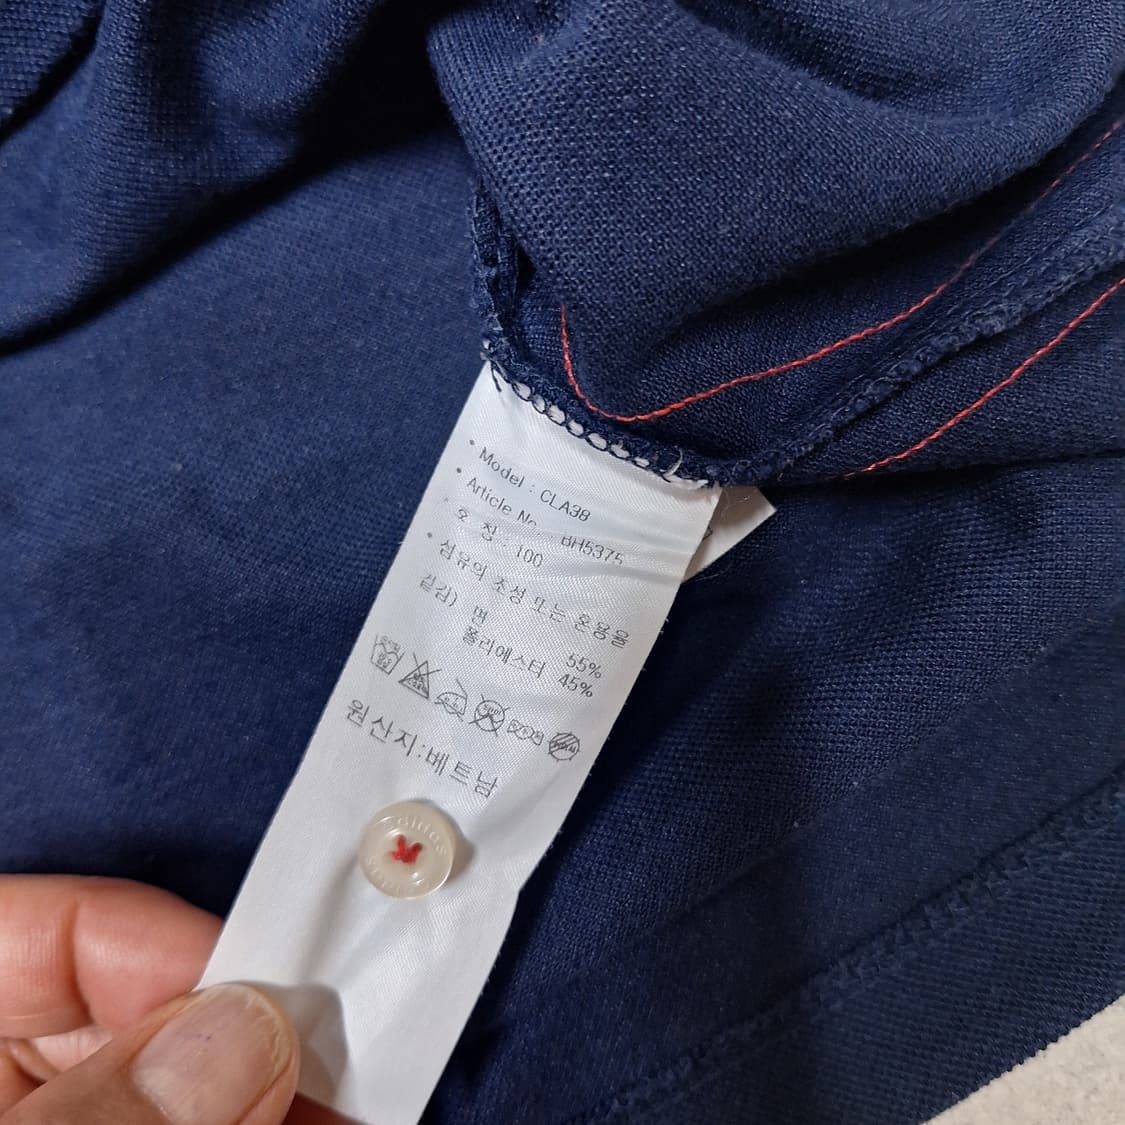 • Model : CLA38
• Article No. : BH5375
• 호 칭 : 100
• 섬유의 조성 또는 혼용율
겉감) 면 55%
폴리에스터 45%
원산지:베트남
adidas